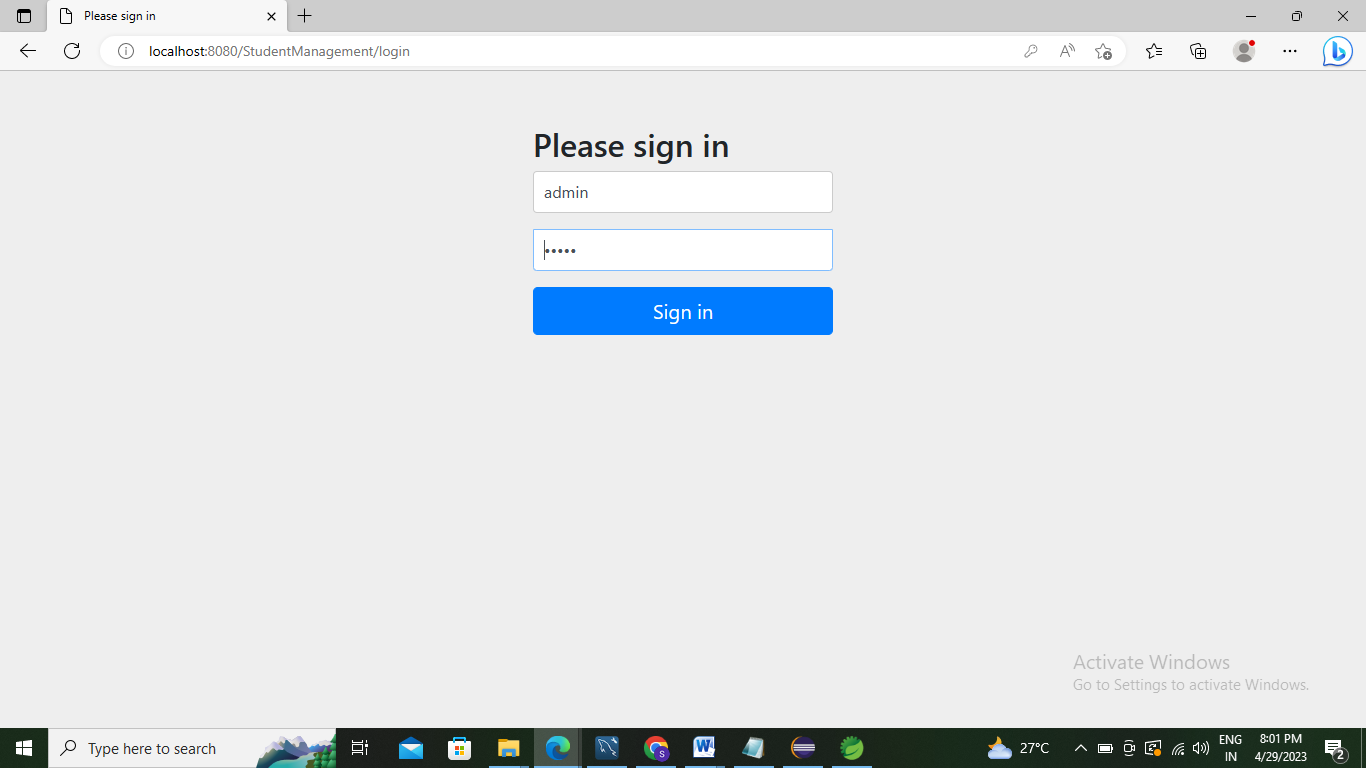 Please sign in
localhost:8080/StudentManagement/login
Please sign in
admin
•••••
Sign in
Activate Windows
Go to Settings to activate Windows.
Type here to search
27°C
ENG
IN
8:01 PM
4/29/2023
2